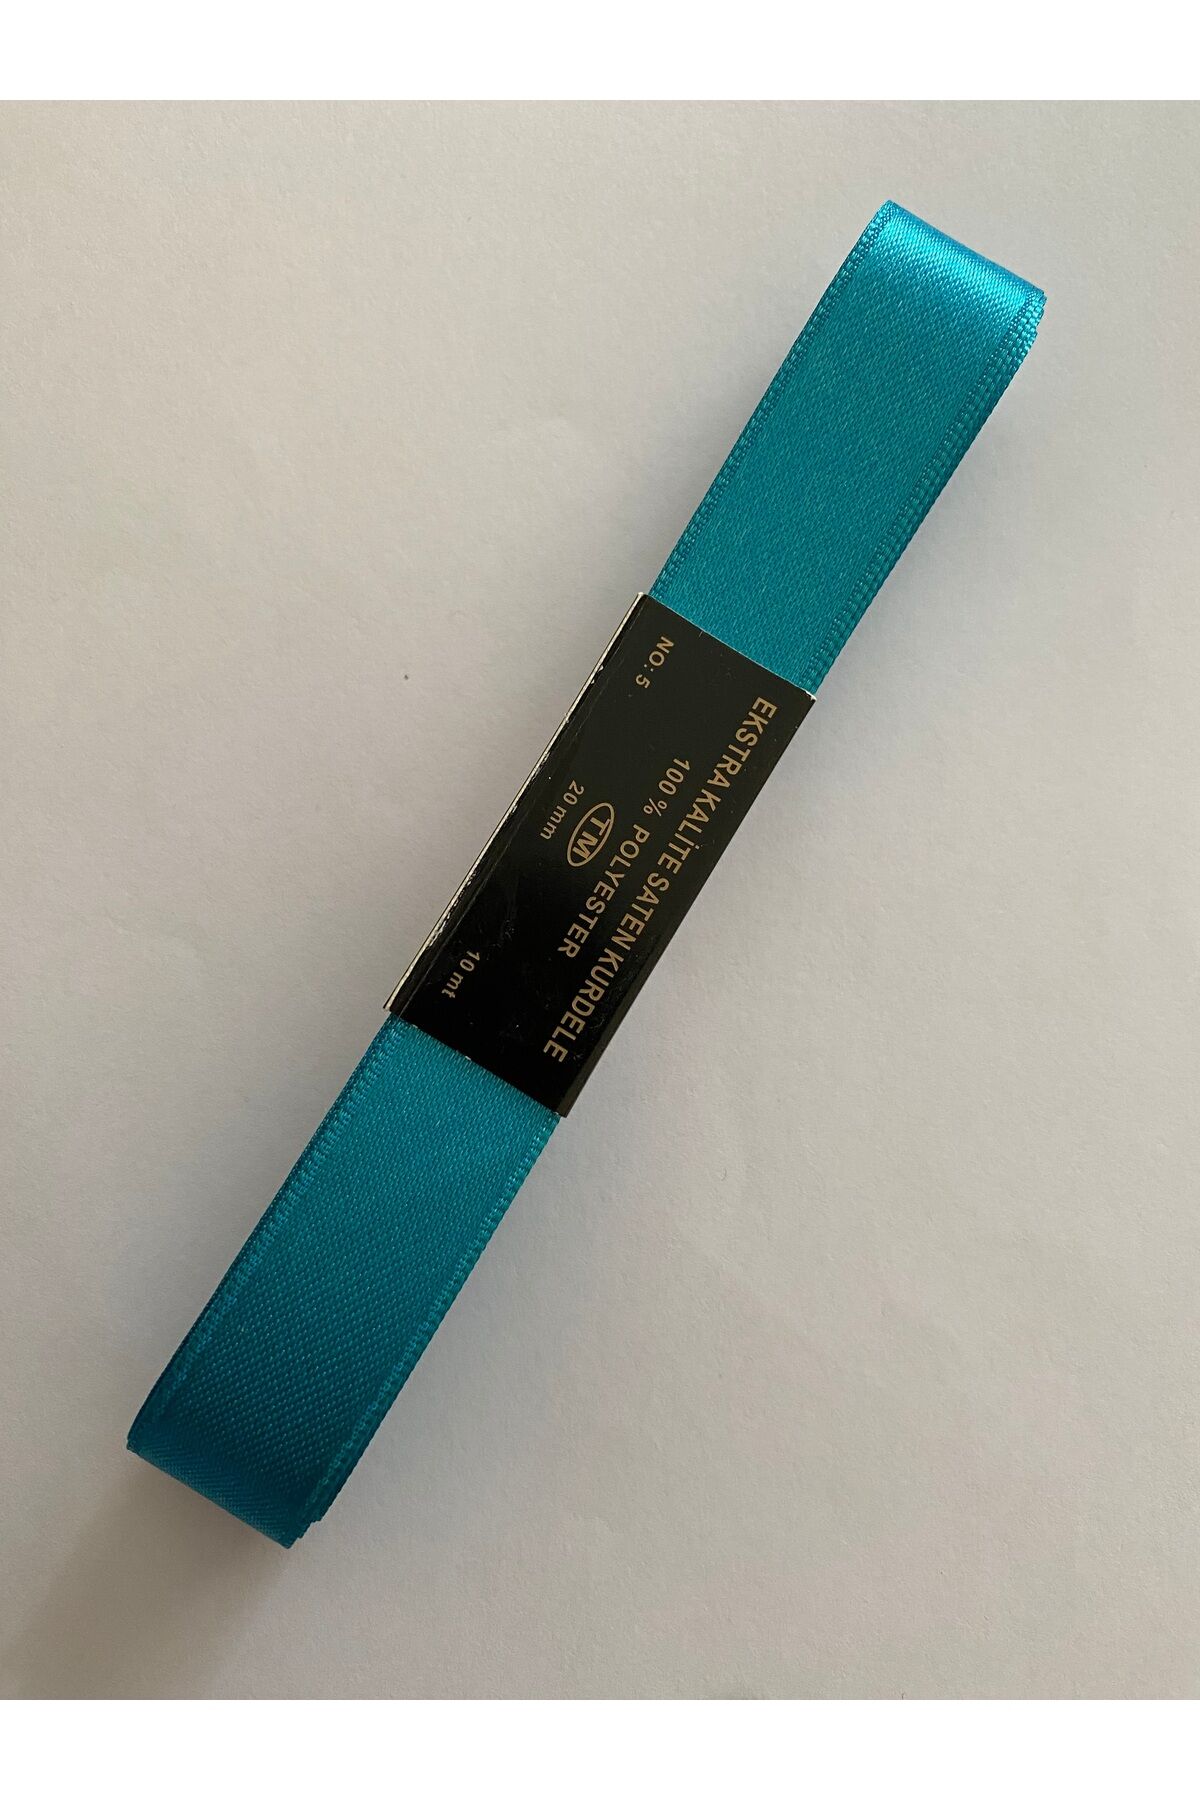 EKSTRA KALİTE SATEN KURDELE
100% POLYESTER
TM
NO: 5
20 mm
10 mt